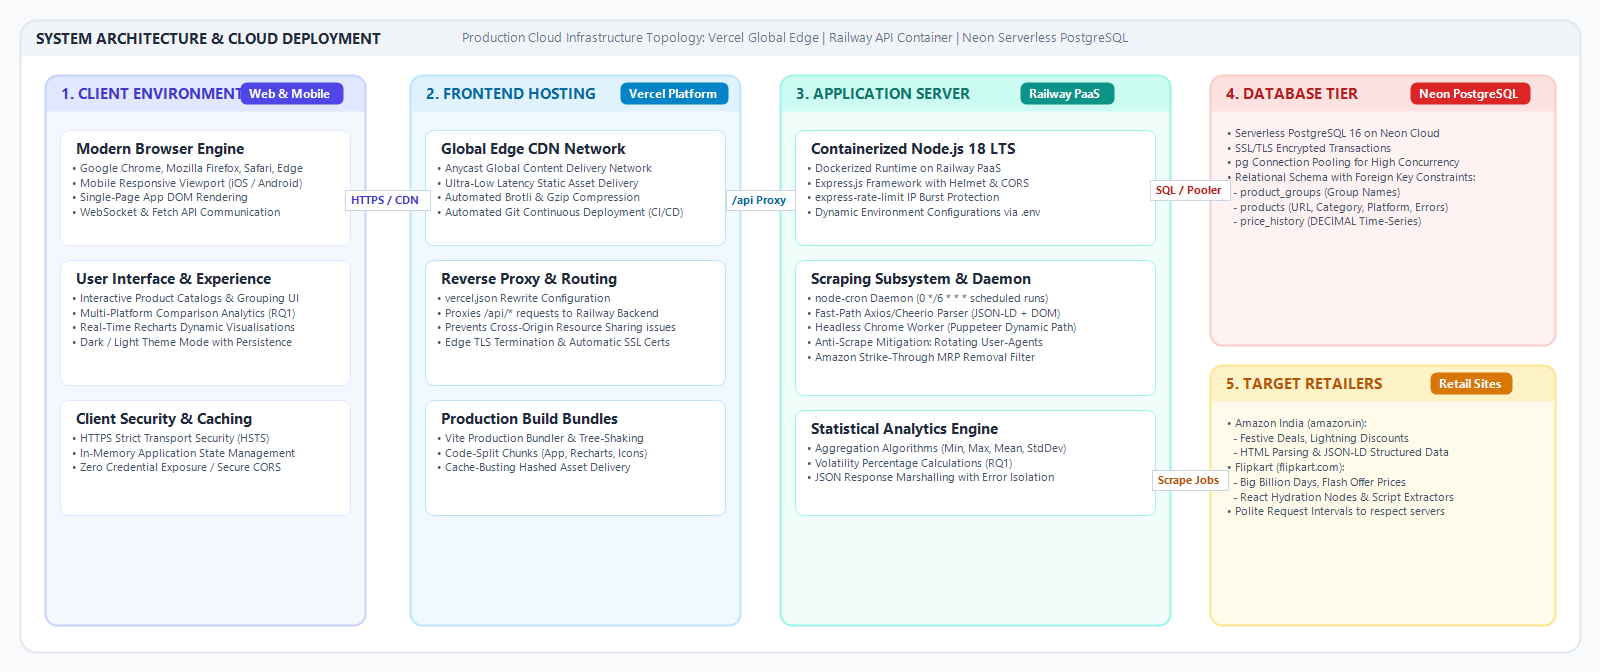 SYSTEM ARCHITECTURE & CLOUD DEPLOYMENT
Production Cloud Infrastructure Topology: Vercel Global Edge | Railway API Container | Neon Serverless PostgreSQL
1. CLIENT ENVIRONMENT
Web & Mobile
Modern Browser Engine
• Google Chrome, Mozilla Firefox, Safari, Edge
• Mobile Responsive Viewport (iOS / Android)
• Single-Page App DOM Rendering
• WebSocket & Fetch API Communication
User Interface & Experience
• Interactive Product Catalogs & Grouping UI
• Multi-Platform Comparison Analytics (RQ1)
• Real-Time Recharts Dynamic Visualisations
• Dark / Light Theme Mode with Persistence
Client Security & Caching
• HTTPS Strict Transport Security (HSTS)
• In-Memory Application State Management
• Zero Credential Exposure / Secure CORS
HTTPS / CDN
2. FRONTEND HOSTING
Vercel Platform
Global Edge CDN Network
• Anycast Global Content Delivery Network
• Ultra-Low Latency Static Asset Delivery
• Automated Brotli & Gzip Compression
• Automated Git Continuous Deployment (CI/CD)
Reverse Proxy & Routing
• vercel.json Rewrite Configuration
• Proxies /api/* requests to Railway Backend
• Prevents Cross-Origin Resource Sharing issues
• Edge TLS Termination & Automatic SSL Certs
Production Build Bundles
• Vite Production Bundler & Tree-Shaking
• Code-Split Chunks (App, Recharts, Icons)
• Cache-Busting Hashed Asset Delivery
/api Proxy
3. APPLICATION SERVER
Railway PaaS
Containerized Node.js 18 LTS
• Dockerized Runtime on Railway PaaS
• Express.js Framework with Helmet & CORS
• express-rate-limit IP Burst Protection
• Dynamic Environment Configurations via .env
Scraping Subsystem & Daemon
• node-cron Daemon (0 */6 * * * scheduled runs)
• Fast-Path Axios/Cheerio Parser (JSON-LD + DOM)
• Headless Chrome Worker (Puppeteer Dynamic Path)
• Anti-Scrape Mitigation: Rotating User-Agents
• Amazon Strike-Through MRP Removal Filter
Statistical Analytics Engine
• Aggregation Algorithms (Min, Max, Mean, StdDev)
• Volatility Percentage Calculations (RQ1)
• JSON Response Marshalling with Error Isolation
SQL / Pooler
Scrape Jobs
4. DATABASE TIER
Neon PostgreSQL
• Serverless PostgreSQL 16 on Neon Cloud
• SSL/TLS Encrypted Transactions
• pg Connection Pooling for High Concurrency
• Relational Schema with Foreign Key Constraints:
- product_groups (Group Names)
- products (URL, Category, Platform, Errors)
- price_history (DECIMAL Time-Series)
5. TARGET RETAILERS
Retail Sites
• Amazon India (amazon.in):
- Festive Deals, Lightning Discounts
- HTML Parsing & JSON-LD Structured Data
• Flipkart (flipkart.com):
- Big Billion Days, Flash Offer Prices
- React Hydration Nodes & Script Extractors
• Polite Request Intervals to respect servers